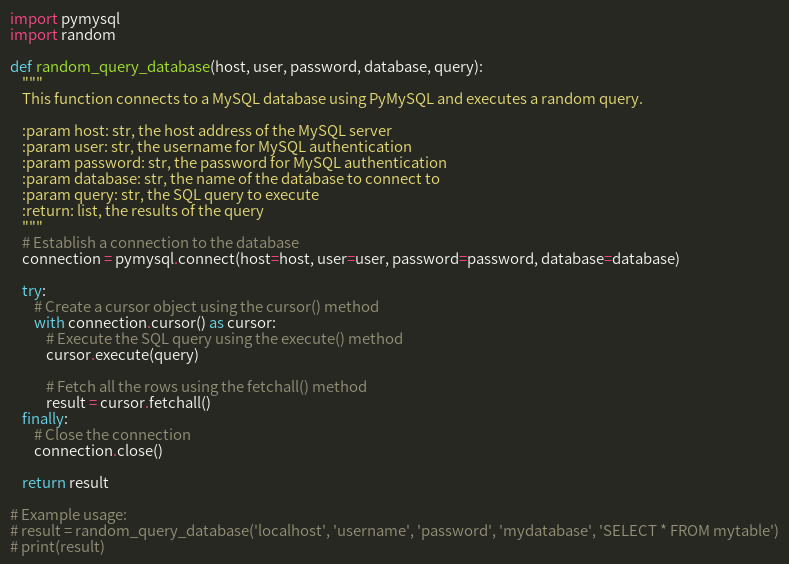 import pymysql
import random

def random_query_database(host, user, password, database, query):
    """
    This function connects to a MySQL database using PyMySQL and executes a random query.

    :param host: str, the host address of the MySQL server
    :param user: str, the username for MySQL authentication
    :param password: str, the password for MySQL authentication
    :param database: str, the name of the database to connect to
    :param query: str, the SQL query to execute
    :return: list, the results of the query
    """
    # Establish a connection to the database
    connection = pymysql.connect(host=host, user=user, password=password, database=database)

    try:
        # Create a cursor object using the cursor() method
        with connection.cursor() as cursor:
            # Execute the SQL query using the execute() method
            cursor.execute(query)

            # Fetch all the rows using the fetchall() method
            result = cursor.fetchall()
    finally:
        # Close the connection
        connection.close()

    return result

# Example usage:
# result = random_query_database('localhost', 'username', 'password', 'mydatabase', 'SELECT * FROM mytable')
# print(result)